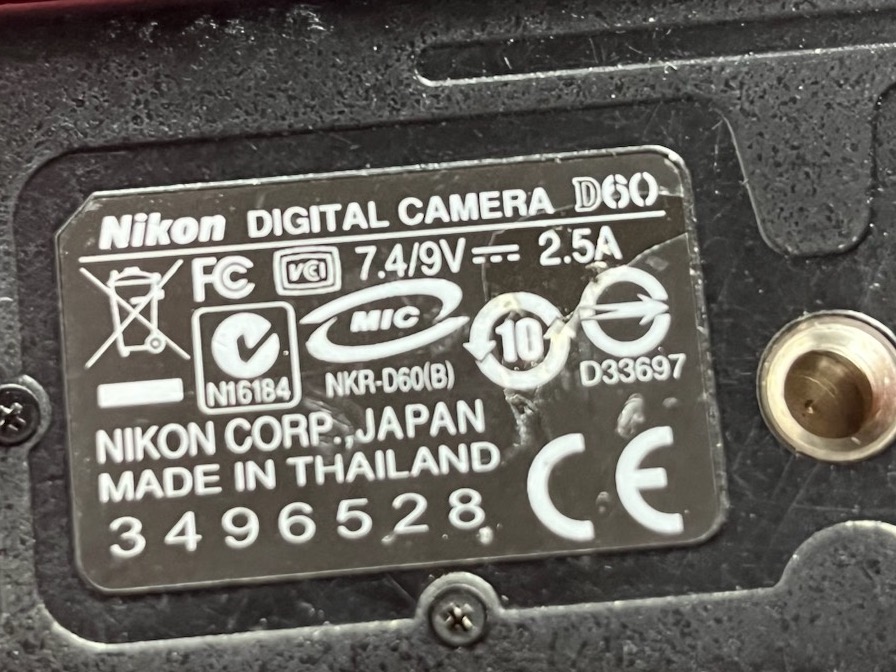 Nikon DIGITAL CAMERA D60
FC VCCI 7.4/9V 2.5A
N16184
MIC
NKR-D60(B)
10
D33697
NIKON CORP.,JAPAN
MADE IN THAILAND
3496528
CE